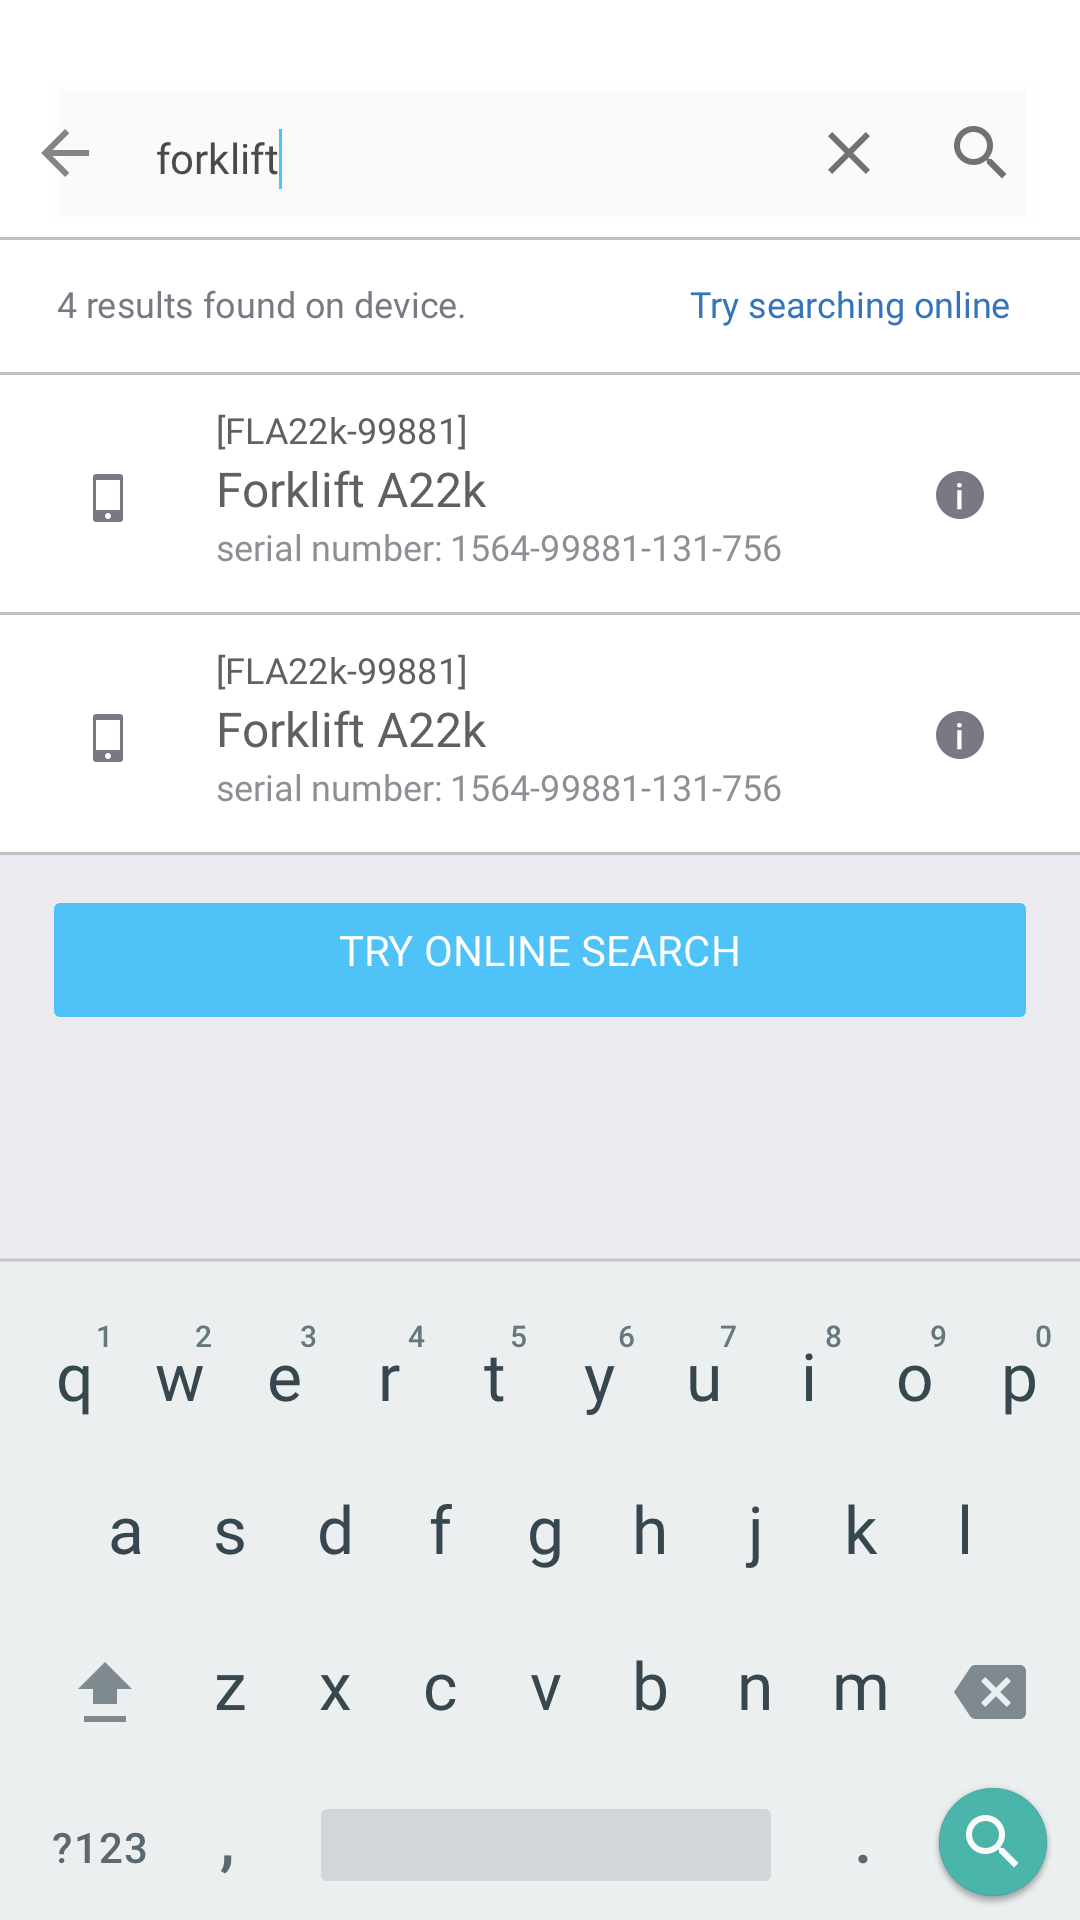 forklift
4 results found on device. Try searching online
[FLA22k-99881]
Forklift A22k
serial number: 1564-99881-131-756
[FLA22k-99881]
Forklift A22k
serial number: 1564-99881-131-756
TRY ONLINE SEARCH
1 2 3 4 5 6 7 8 9 0
q w e r t y u i o p
a s d f g h j k l
z x c v b n m
?123 , .